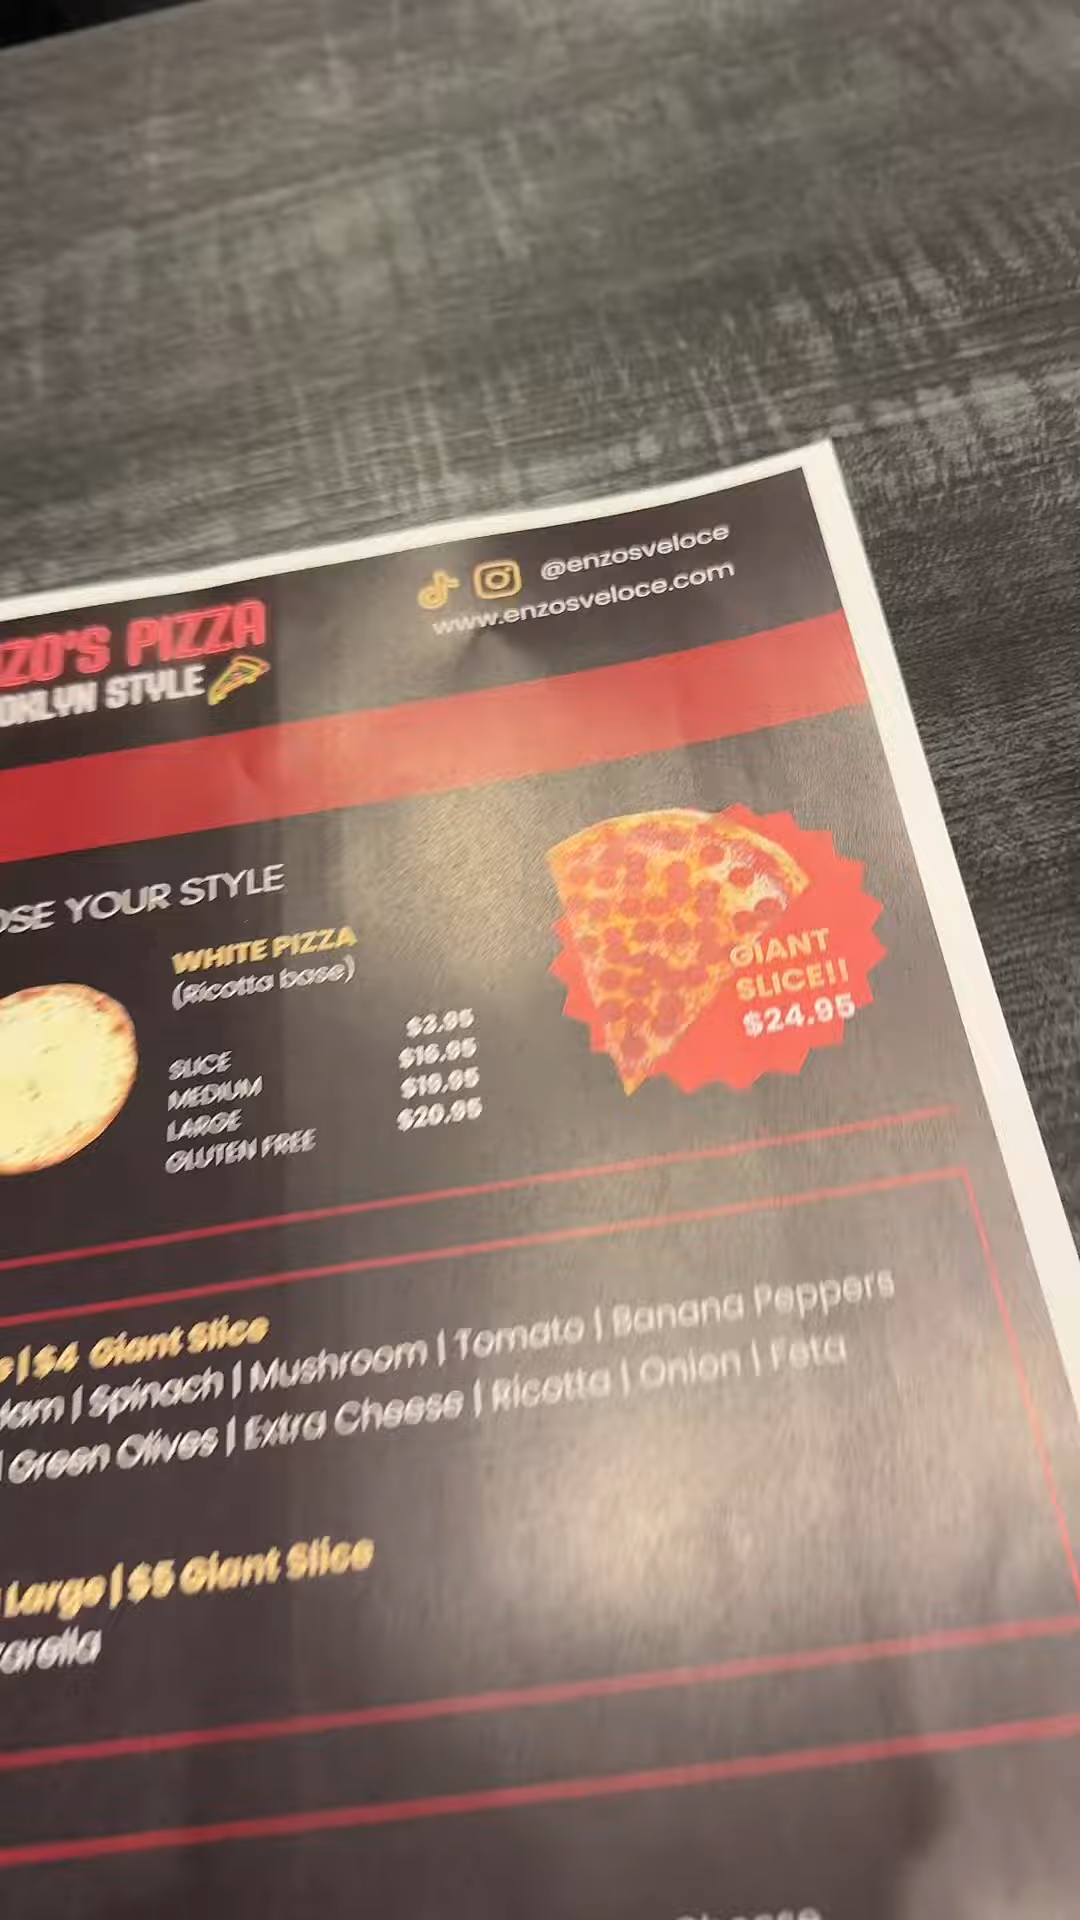 @enzosveloce
www.enzosveloce.com
ZO'S PIZZA
OKLYN STYLE
OSE YOUR STYLE
WHITE PIZZA
(Ricotta base)
SLICE $3.95
MEDIUM $16.95
LARGE $19.95
GLUTEN FREE $20.95
GIANT
SLICE!!
$24.95
| $4 Giant Slice
Ham | Spinach | Mushroom | Tomato | Banana Peppers
| Green Olives | Extra Cheese | Ricotta | Onion | Feta
Large | $5 Giant Slice
arella